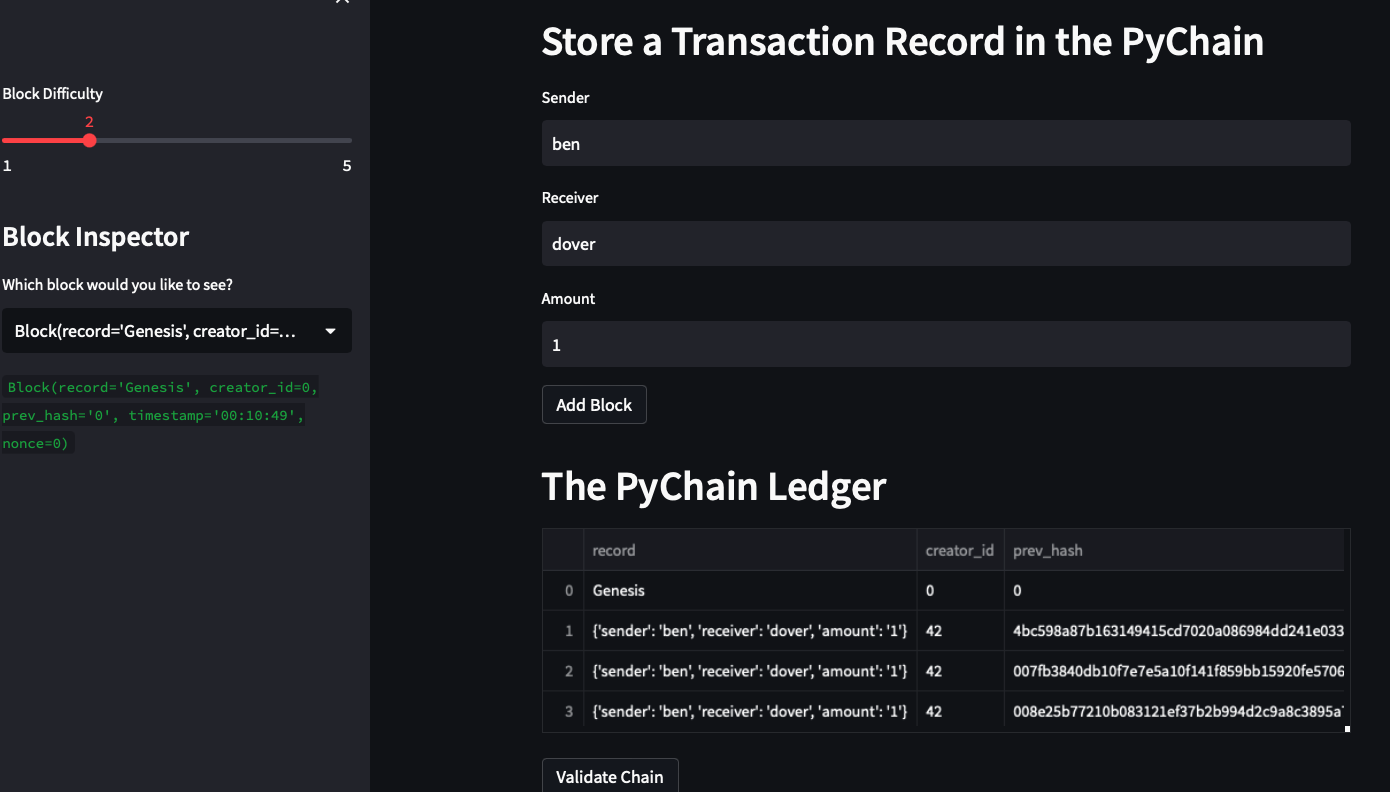 Block Difficulty
2
1 5
Block Inspector
Which block would you like to see?
Block(record='Genesis', creator_id=...
Block(record='Genesis', creator_id=0,
prev_hash='0', timestamp='00:10:49',
nonce=0)
Store a Transaction Record in the PyChain
Sender
ben
Receiver
dover
Amount
1
Add Block
The PyChain Ledger
record creator_id prev_hash
0 Genesis 0 0
1 {'sender': 'ben', 'receiver': 'dover', 'amount': '1'} 42 4bc598a87b163149415cd7020a086984dd241e033
2 {'sender': 'ben', 'receiver': 'dover', 'amount': '1'} 42 007fb3840db10f7e7e5a10f141f859bb15920fe5706
3 {'sender': 'ben', 'receiver': 'dover', 'amount': '1'} 42 008e25b77210b083121ef37b2b994d2c9a8c3895a
Validate Chain